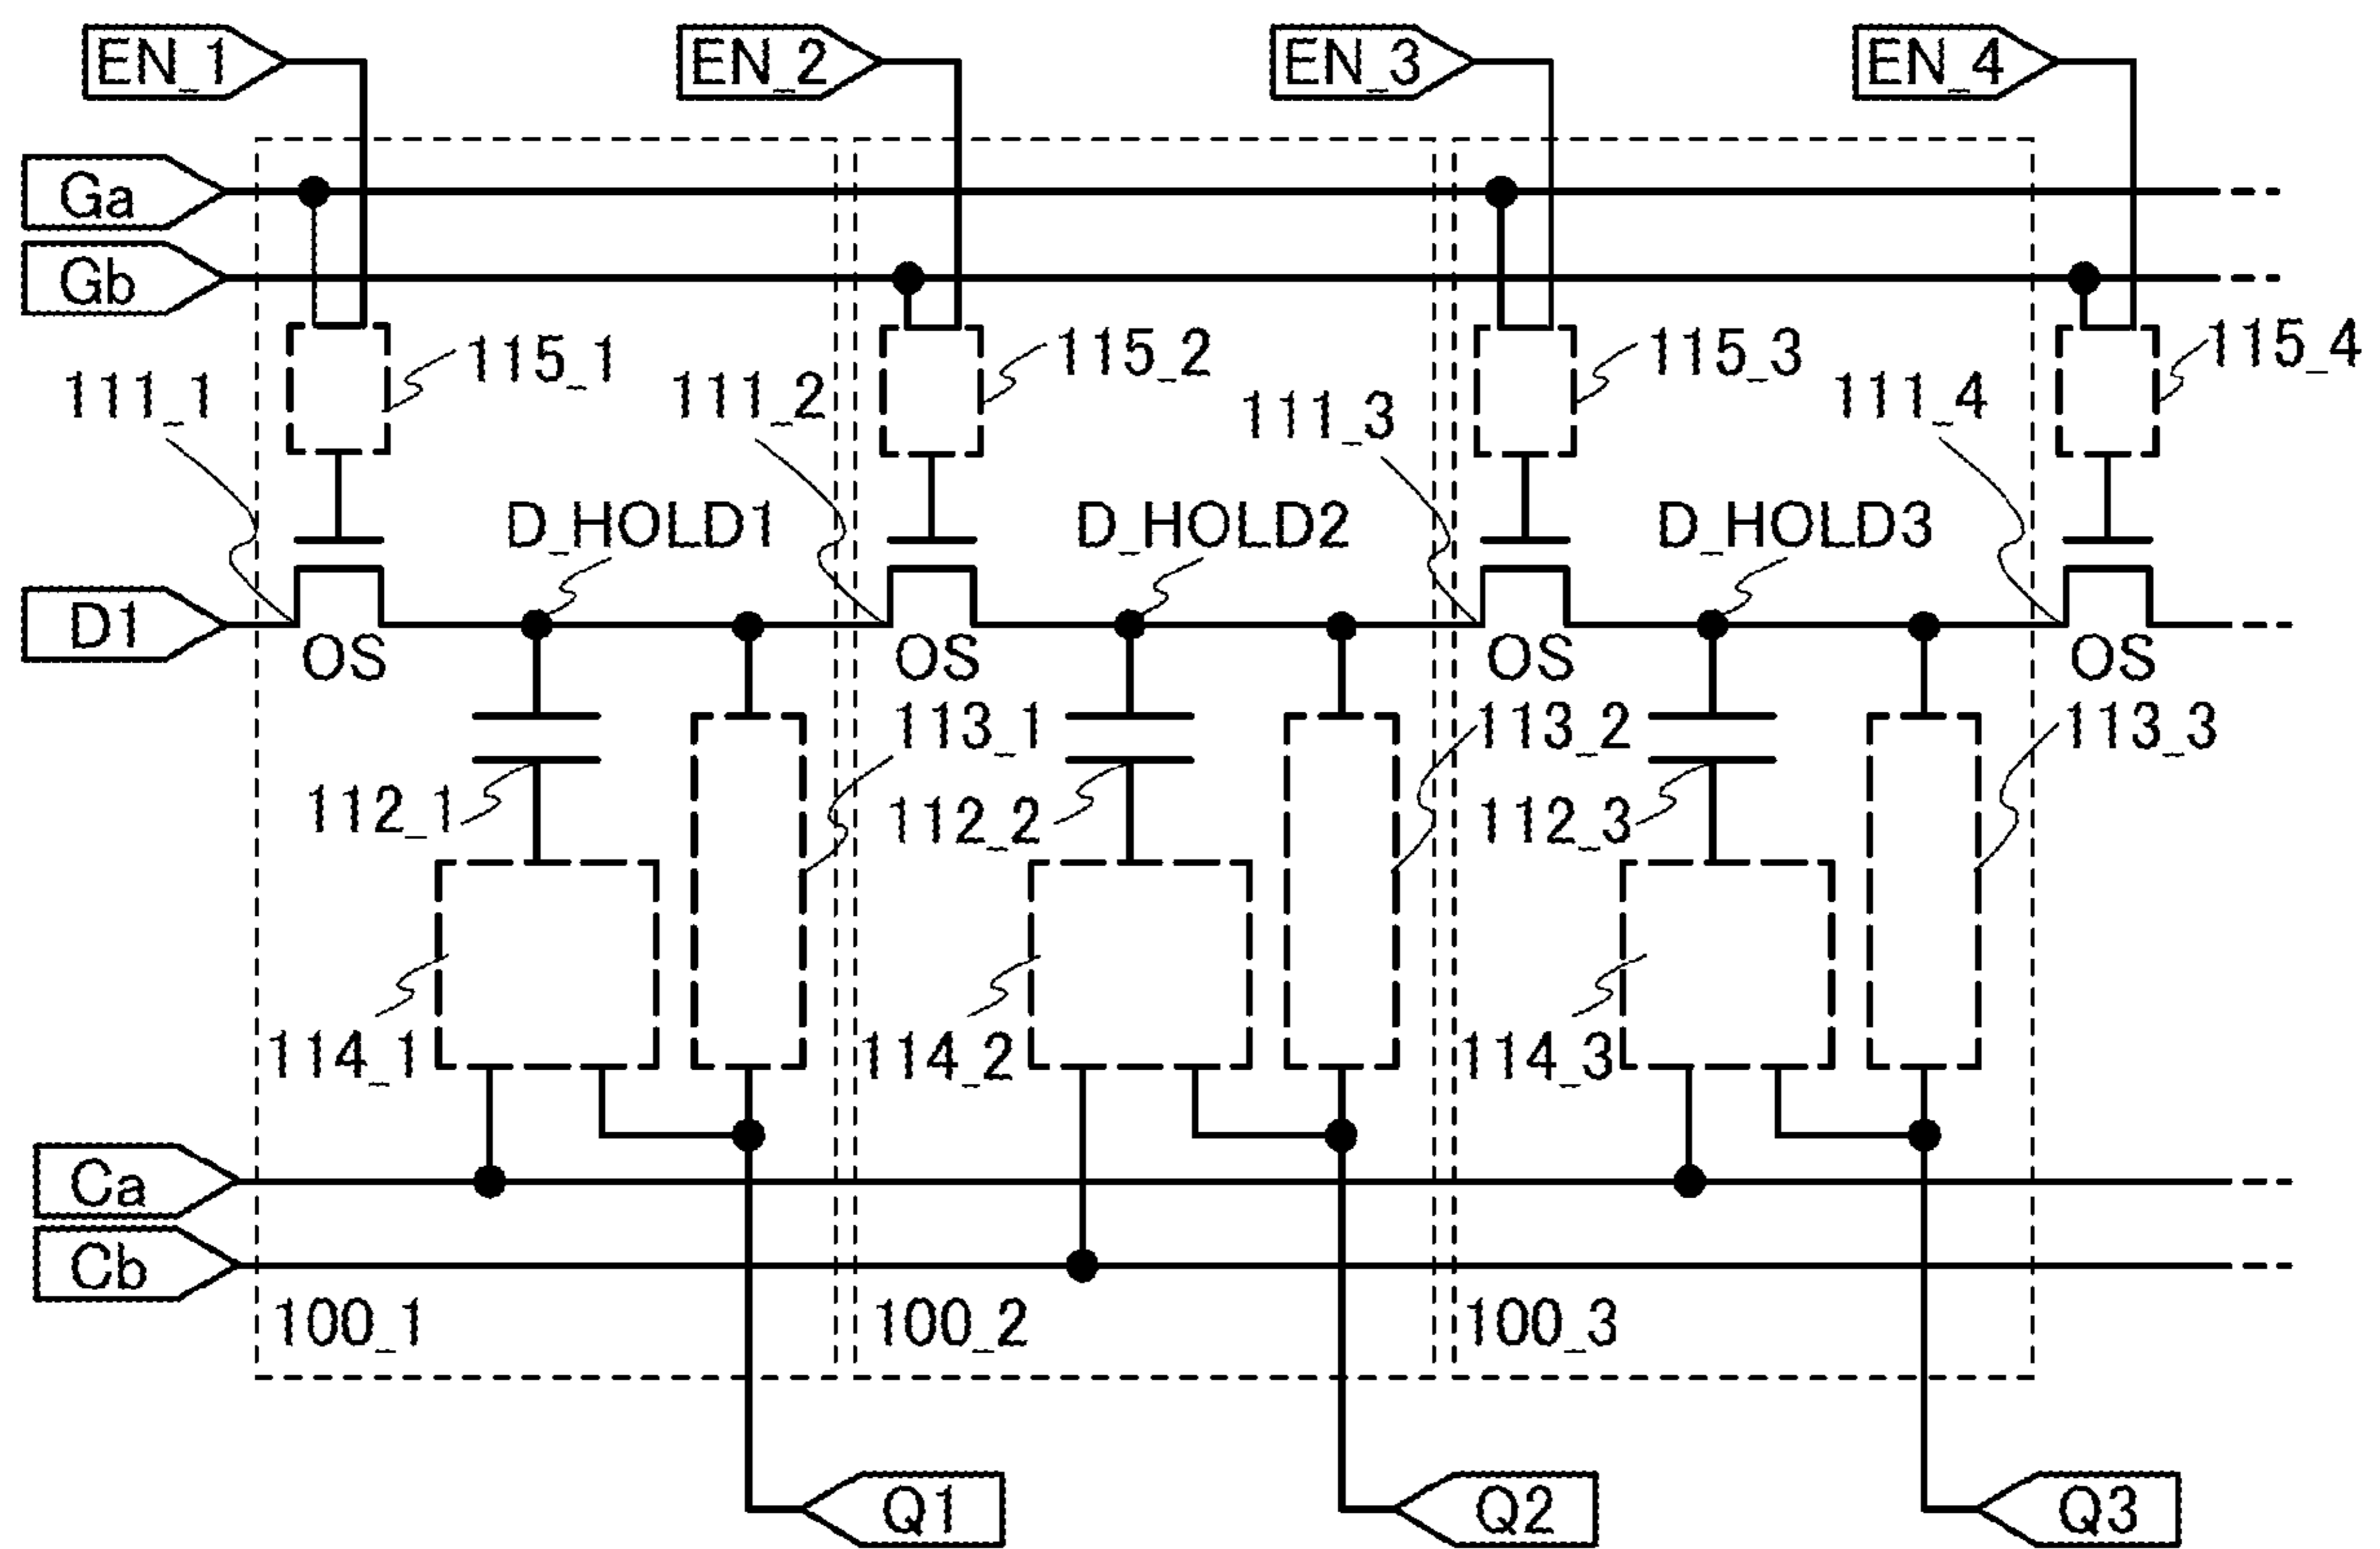 EN_1 EN_2 EN_3 EN_4
Ga
Gb
115_1 115_2 115_3 115_4
111_1 111_2 111_3 111_4
D_HOLD1 D_HOLD2 D_HOLD3
D1
OS OS OS OS
113_1 113_2 113_3
112_1 112_2 112_3
114_1 114_2 114_3
Ca
Cb
100_1 100_2 100_3
Q1 Q2 Q3